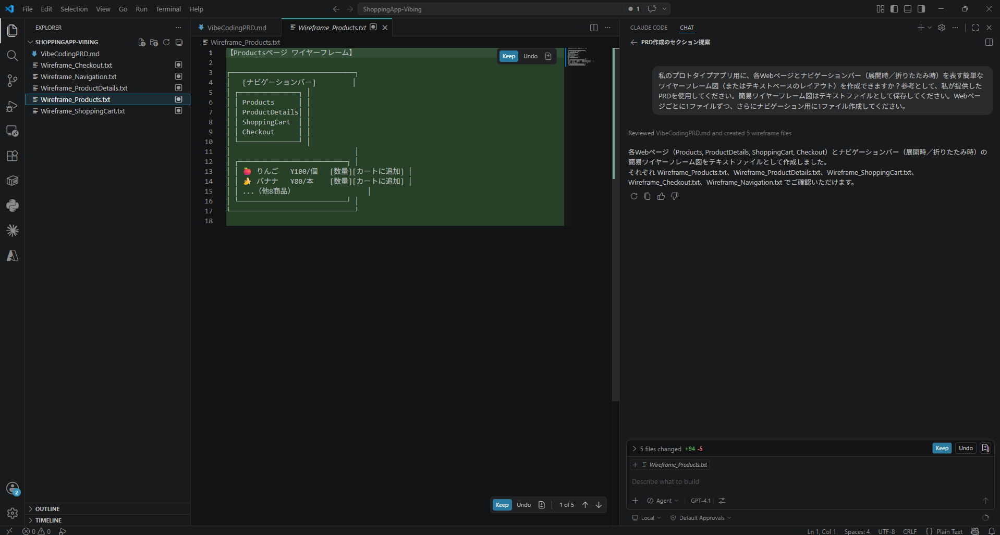 File Edit Selection View Go Run Terminal Help
ShoppingApp-Vibing
1
EXPLORER
SHOPPINGAPP-VIBING
VibeCodingPRD.md
Wireframe_Checkout.txt
Wireframe_Navigation.txt
Wireframe_ProductDetails.txt
Wireframe_Products.txt
Wireframe_ShoppingCart.txt
2
OUTLINE
TIMELINE
VibeCodingPRD.md
Wireframe_Products.txt
Wireframe_Products.txt
Keep Undo
1 【Productsページ ワイヤーフレーム】
2
3
4 [ナビゲーションバー]
5
6 Products
7 ProductDetails
8 ShoppingCart
9 Checkout
10
11
12
13 🍎 りんご ¥100/個 [数量][カートに追加]
14 🍌 バナナ ¥80/本 [数量][カートに追加]
15 ...（他8商品）
16
17
18
Keep Undo 1 of 5
CLAUDE CODE CHAT
PRD作成のセクション提案
私のプロトタイプアプリ用に、各Webページとナビゲーションバー（展開時／折りたたみ時）を表す簡単な
ワイヤーフレーム図（またはテキストベースのレイアウト）を作成できますか？参考として、私が提供した
PRDを使用してください。簡易ワイヤーフレーム図はテキストファイルとして保存してください。Webペー
ジごとに1ファイルずつ、さらにナビゲーション用に1ファイル作成してください。
Reviewed VibeCodingPRD.md and created 5 wireframe files
各Webページ（Products, ProductDetails, ShoppingCart, Checkout）とナビゲーションバー（展開時／折りたたみ時）の
簡易ワイヤーフレーム図をテキストファイルとして作成しました。
それぞれ Wireframe_Products.txt、Wireframe_ProductDetails.txt、Wireframe_ShoppingCart.txt、
Wireframe_Checkout.txt、Wireframe_Navigation.txt でご確認いただけます。
5 files changed +94 -5
Keep Undo
Wireframe_Products.txt
Describe what to build
Agent GPT-4.1
Local Default Approvals
0 0
Ln 1, Col 1 Spaces: 4 UTF-8 CRLF { } Plain Text